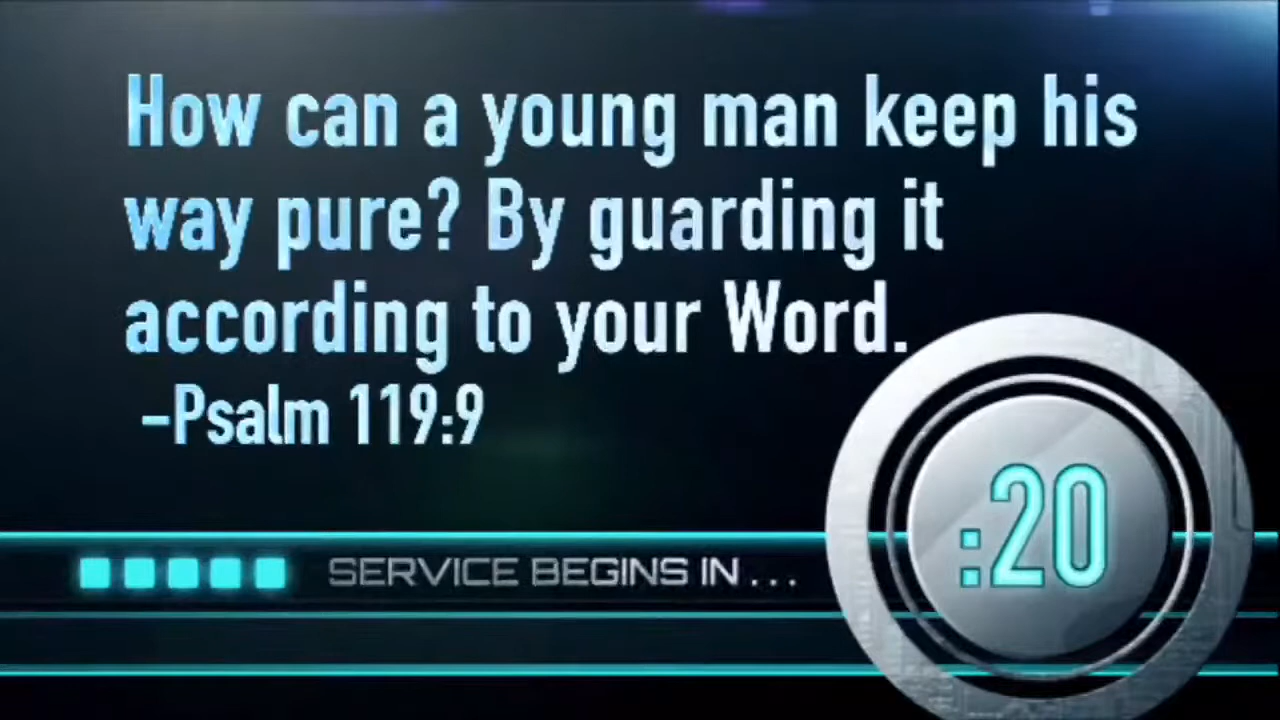 How can a young man keep his
way pure? By guarding it
according to your Word.
-Psalm 119:9
SERVICE BEGINS IN...
:20